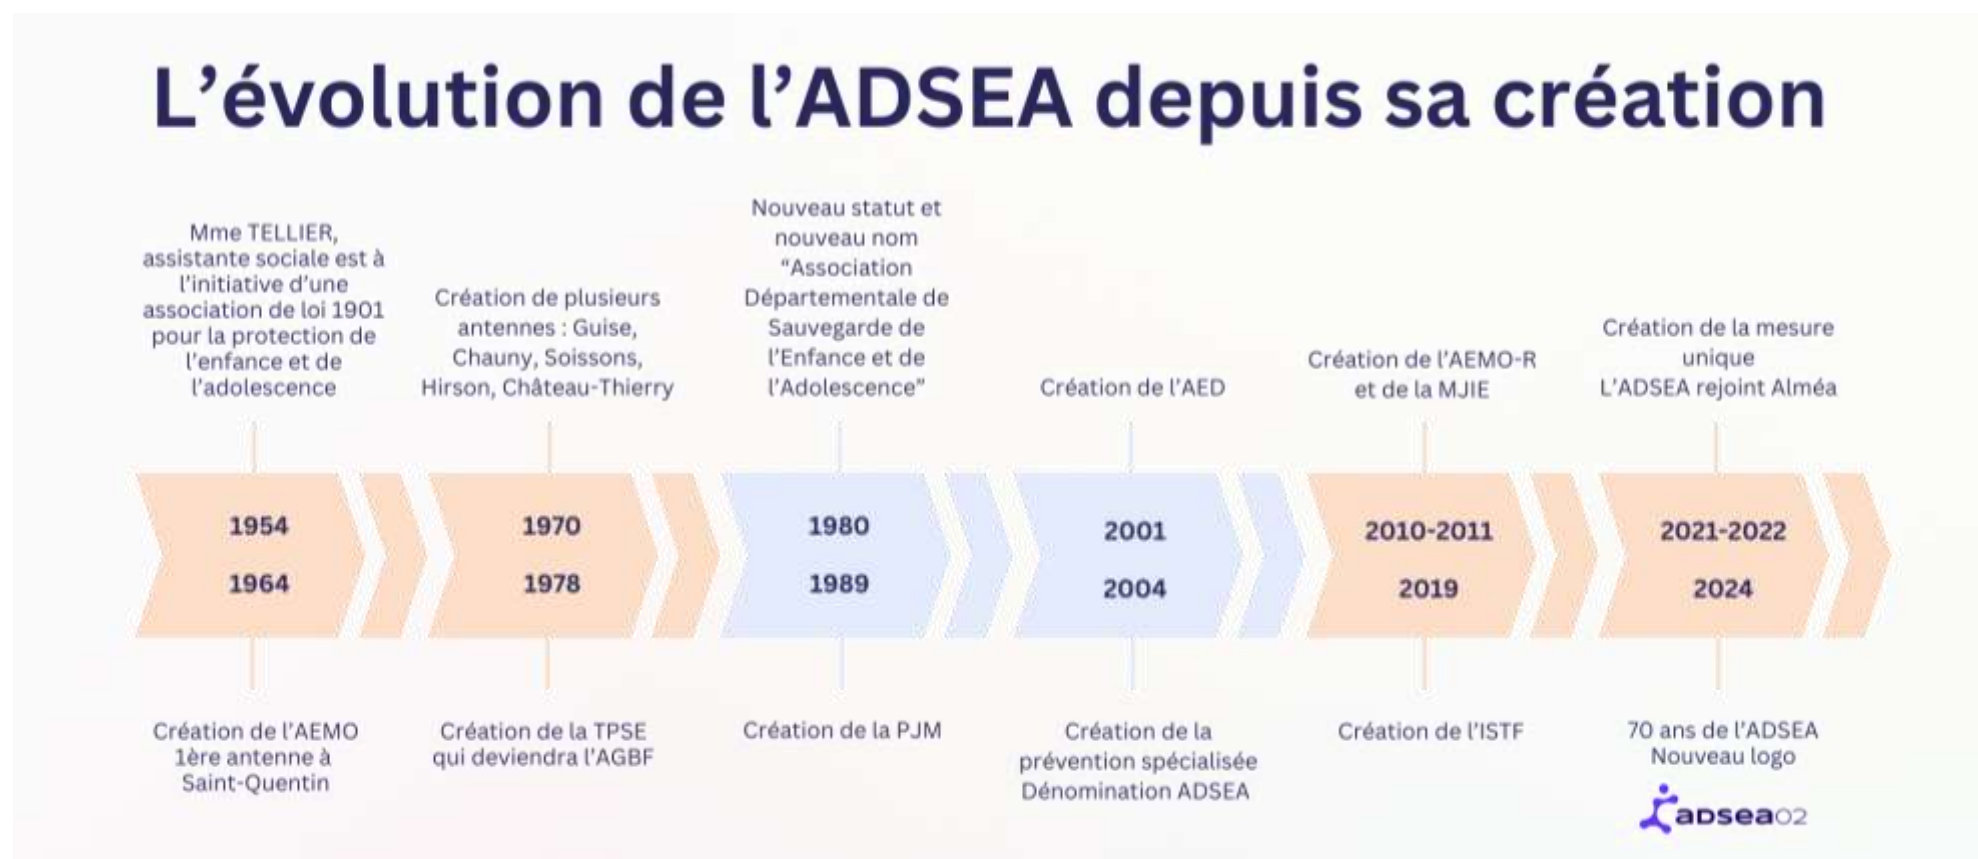 L’évolution de l’ADSEA depuis sa création
Mme TELLIER,
assistante sociale est à
l’initiative d’une
association de loi 1901
pour la protection de
l’enfance et de
l’adolescence
Création de plusieurs
antennes : Guise,
Chauny, Soissons,
Hirson, Château-Thierry
Nouveau statut et
nouveau nom
“Association
Départementale de
Sauvegarde de
l’Enfance et de
l’Adolescence”
Création de l’AED
Création de l’AEMO-R
et de la MJIE
Création de la mesure
unique
L’ADSEA rejoint Alméa
1954
1964
1970
1978
1980
1989
2001
2004
2010-2011
2019
2021-2022
2024
Création de l’AEMO
1ère antenne à
Saint-Quentin
Création de la TPSE
qui deviendra l’AGBF
Création de la PJM
Création de la
prévention spécialisée
Dénomination ADSEA
Création de l’ISTF
70 ans de l’ADSEA
Nouveau logo
adsea02